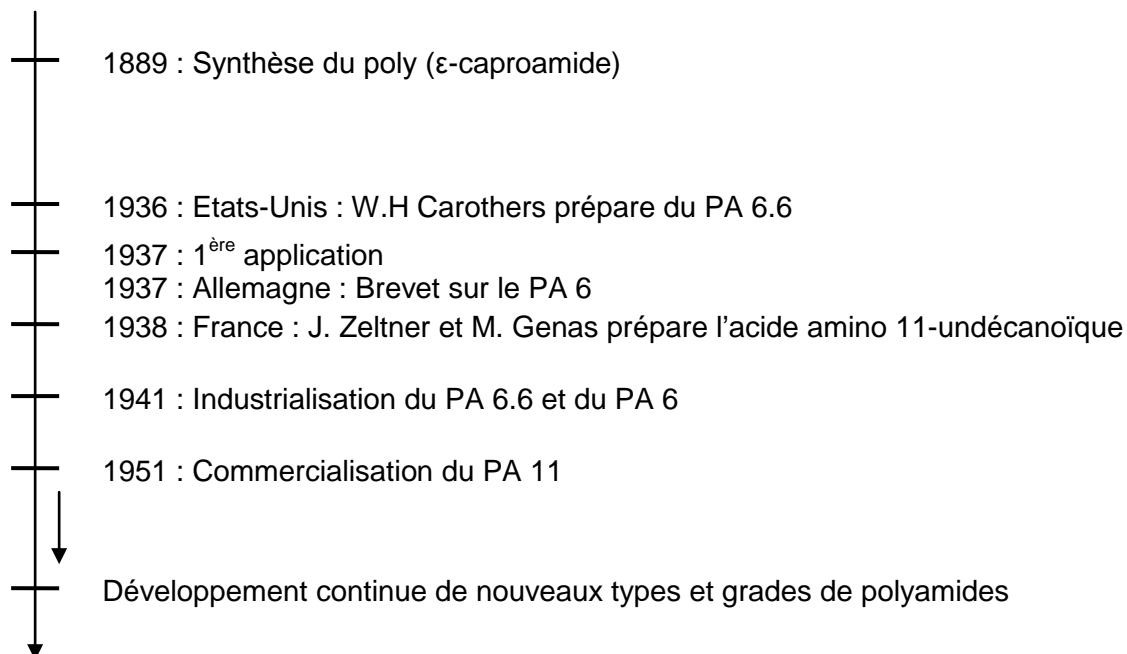 1889 : Synthèse du poly (ε-caproamide)
1936 : Etats-Unis : W.H Carothers prépare du PA 6.6
1937 : 1ère application
1937 : Allemagne : Brevet sur le PA 6
1938 : France : J. Zeltner et M. Genas prépare l’acide amino 11-undécanoïque
1941 : Industrialisation du PA 6.6 et du PA 6
1951 : Commercialisation du PA 11
Développement continue de nouveaux types et grades de polyamides